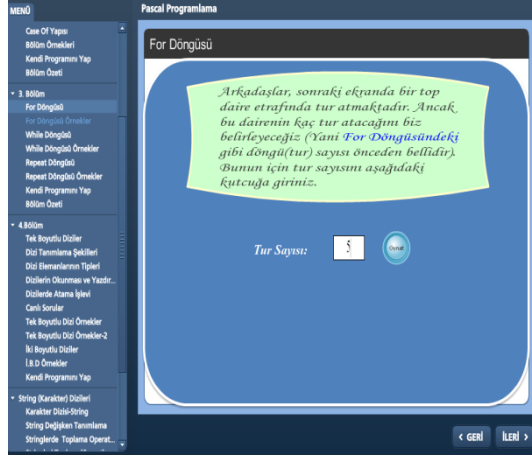 MENÜ
Case Of Yapısı
Bölüm Örnekleri
Kendi Programını Yap
Bölüm Özeti
3. Bölüm
For Döngüsü
For Döngüsü Örnekler
While Döngüsü
While Döngüsü Örnekler
Repeat Döngüsü
Repeat Döngüsü Örnekler
Kendi Programını Yap
Bölüm Özeti
4.Bölüm
Tek Boyutlu Diziler
Dizi Tanımlama Şekilleri
Dizi Elemanlarının Tipleri
Dizilerin Okunması ve Yazdır...
Dizilerde Atama İşlevi
Canlı Sorular
Tek Boyutlu Dizi Örnekler
Tek Boyutlu Dizi Örnekler-2
İki Boyutlu Diziler
İ.B.D Örnekler
Kendi Programını Yap
String (Karakter) Dizileri
Karakter Dizisi-String
String Değişken Tanımlama
Stringlerde Toplama Operat...
Pascal Programlama
For Döngüsü
Arkadaşlar, sonraki ekranda bir top
daire etrafında tur atmaktadır. Ancak
bu dairenin kaç tur atacağını biz
belirleyeceğiz (Yani For Döngüsündeki
gibi döngü(tur) sayısı önceden bellidir).
Bunun için tur sayısını aşağıdaki
kutcuğa giriniz.
Tur Sayısı: 5 Oynat
< GERİ İLERİ >